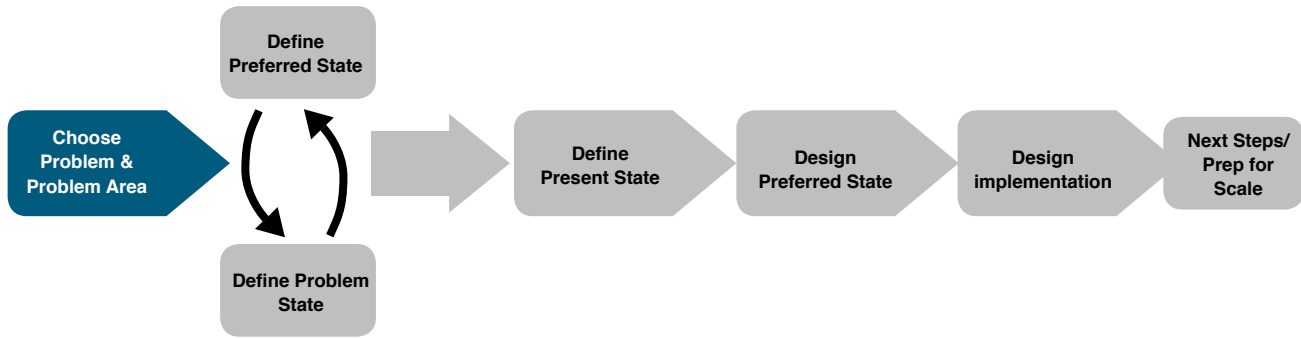 Choose
Problem &
Problem Area
Define
Preferred State
Define Problem
State
Define
Present State
Design
Preferred State
Design
implementation
Next Steps/
Prep for
Scale